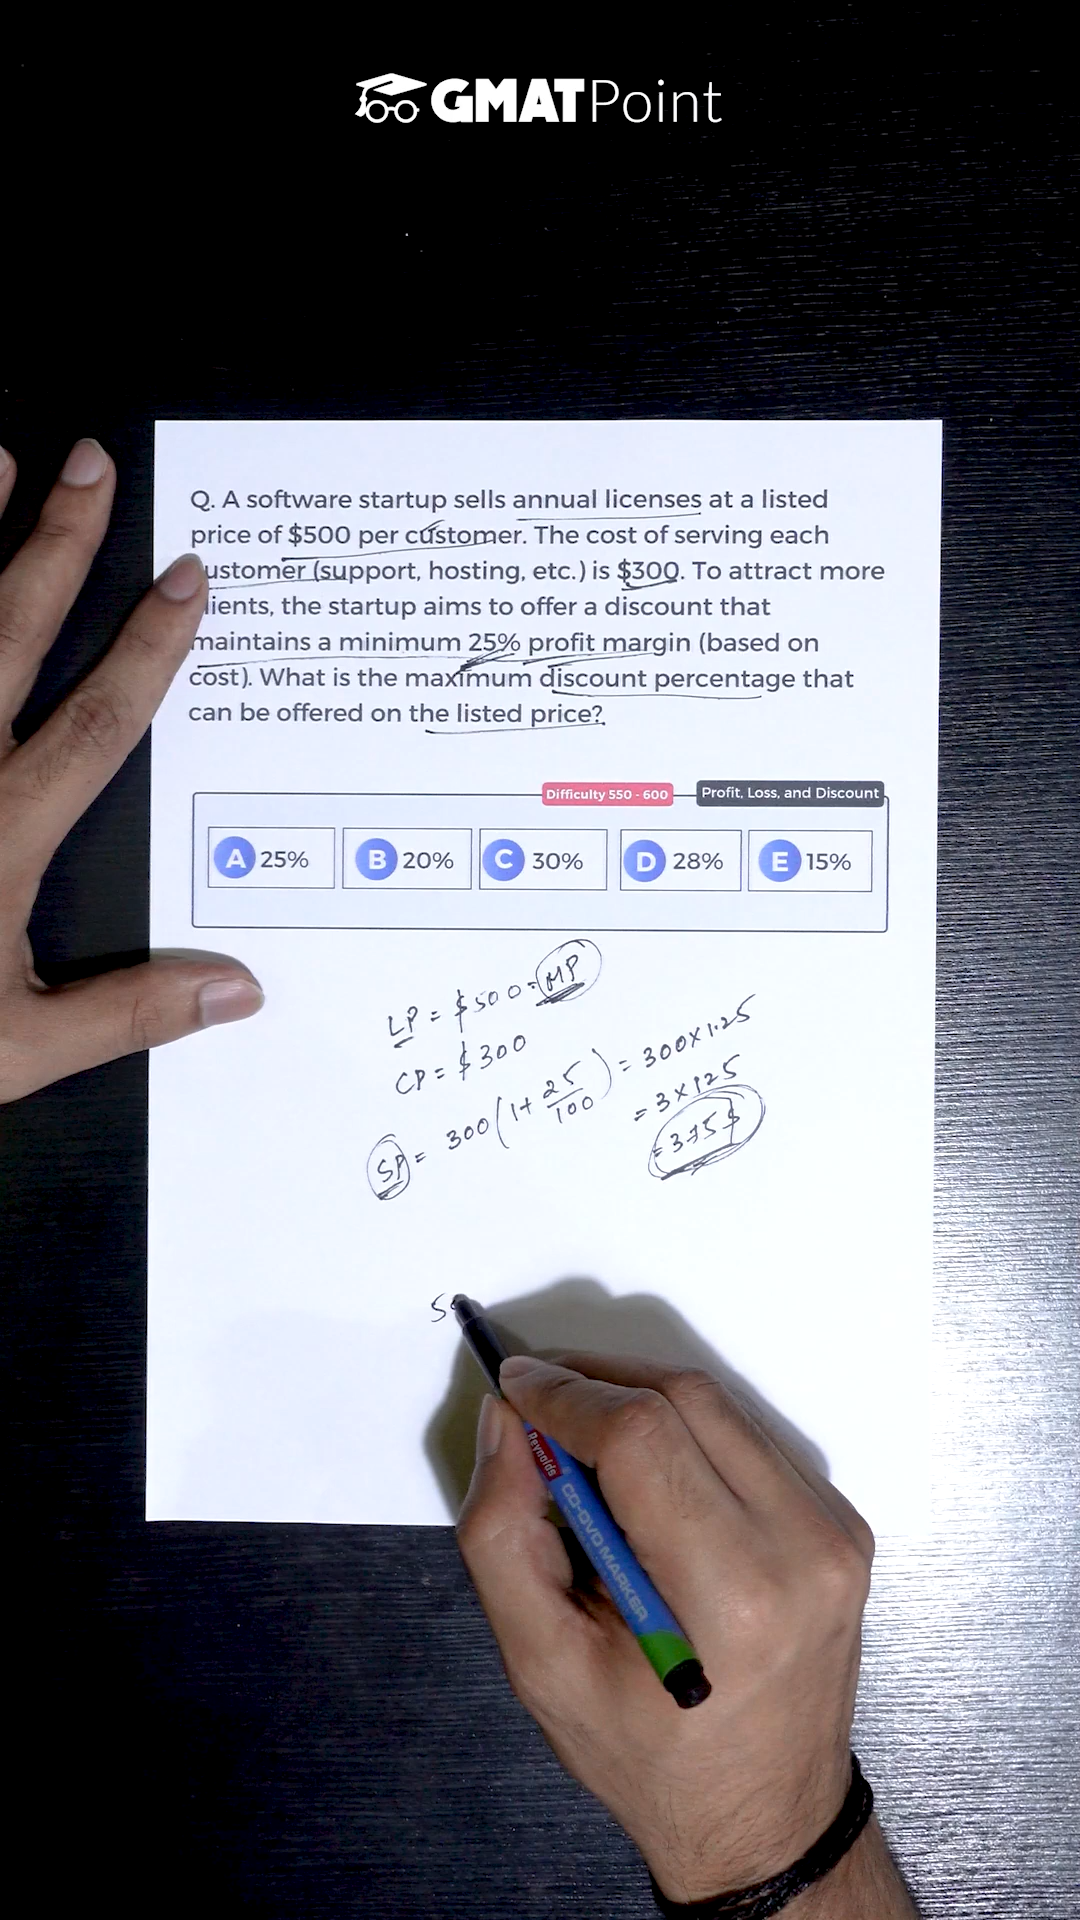 GMATPoint
Q. A software startup sells annual licenses at a listed
price of $500 per customer. The cost of serving each
ustomer (support, hosting, etc.) is $300. To attract more
lients, the startup aims to offer a discount that
maintains a minimum 25% profit margin (based on
cost). What is the maximum discount percentage that
can be offered on the listed price?
Difficulty 550 - 600 Profit, Loss, and Discount
A 25% B 20% C 30% D 28% E 15%
LP = $500 = MP
CP = $300
SP = 300(1+25/100) = 300×1.25
= 3×125
= 375$
50
Reynolds CD-DVD MARKER